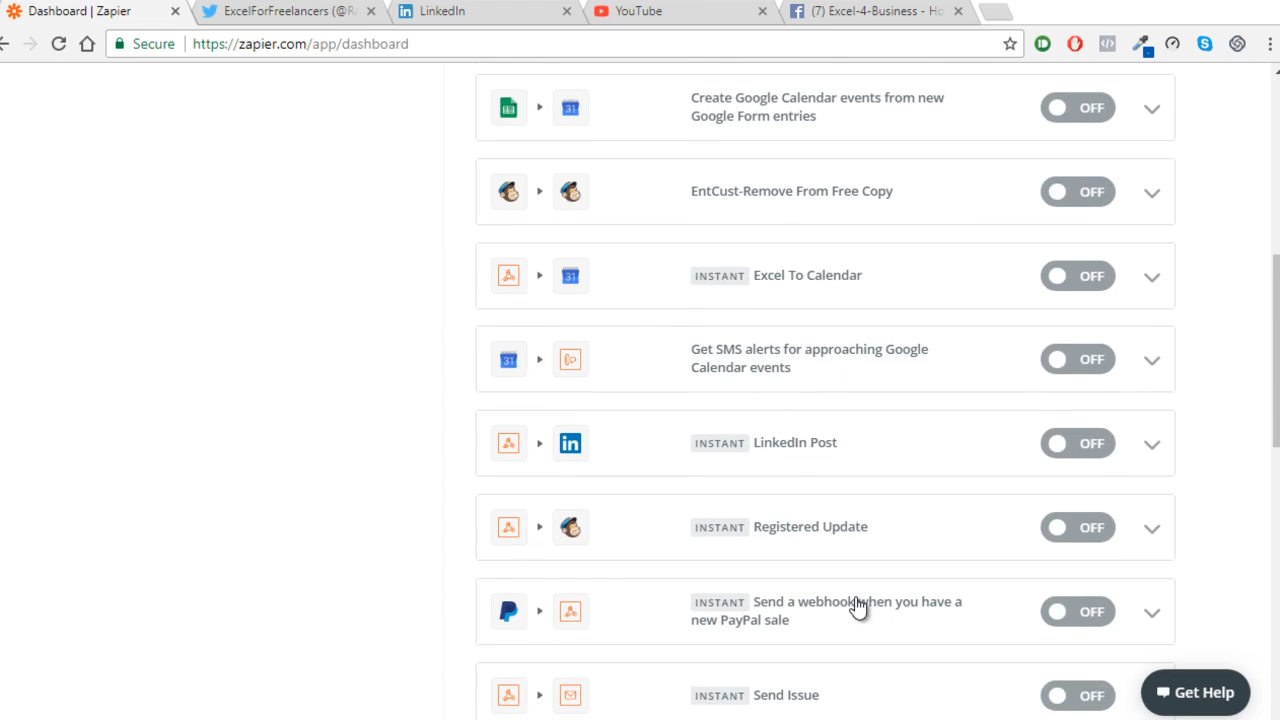 Dashboard | Zapier
ExcelForFreelancers (@R
LinkedIn
YouTube
(7) Excel-4-Business - Ho
Secure
https://zapier.com/app/dashboard
Create Google Calendar events from new
Google Form entries
OFF
EntCust-Remove From Free Copy
OFF
INSTANT Excel To Calendar
OFF
Get SMS alerts for approaching Google
Calendar events
OFF
INSTANT LinkedIn Post
OFF
INSTANT Registered Update
OFF
INSTANT Send a webhook when you have a
new PayPal sale
OFF
INSTANT Send Issue
OFF
Get Help